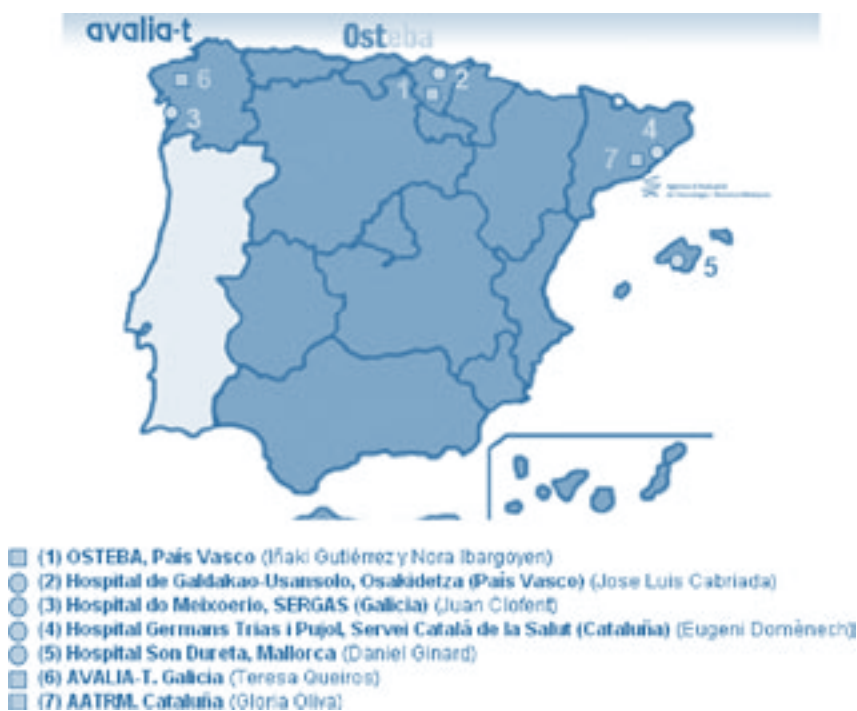 avalia-t
Osteba
6
2
1
3
4
7
5
(1) OSTEBA, País Vasco (Iñaki Gutiérrez y Nora Ibargoyen)
(2) Hospital de Galdakao-Usansolo, Osakidetza (País Vasco) (Jose Luis Cabriada)
(3) Hospital do Meixoerio, SERGAS (Galicia) (Juan Clofent)
(4) Hospital Germans Trias i Pujol, Servei Català de la Salut (Cataluña) (Eugeni Domènech)
(5) Hospital Son Dureta, Mallorca (Daniel Ginard)
(6) AVALIA-T. Galicia (Teresa Queiros)
(7) AATRM. Cataluña (Gloria Oliva)